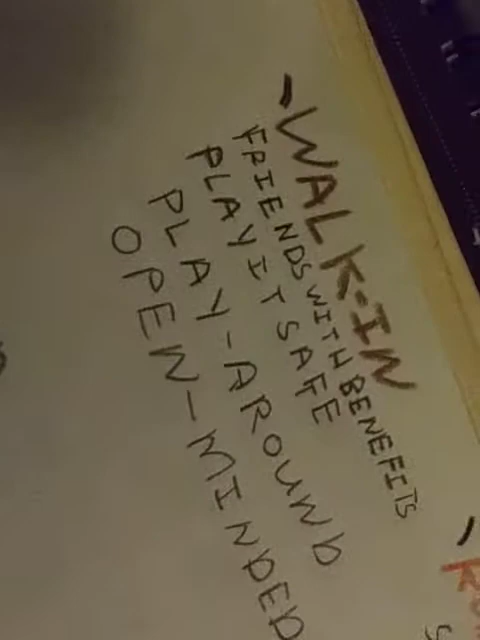 - WALK-IN
FRIENDS WITH BENEFITS
PLAY IT SAFE
PLAY-AROUND
OPEN-MINDED